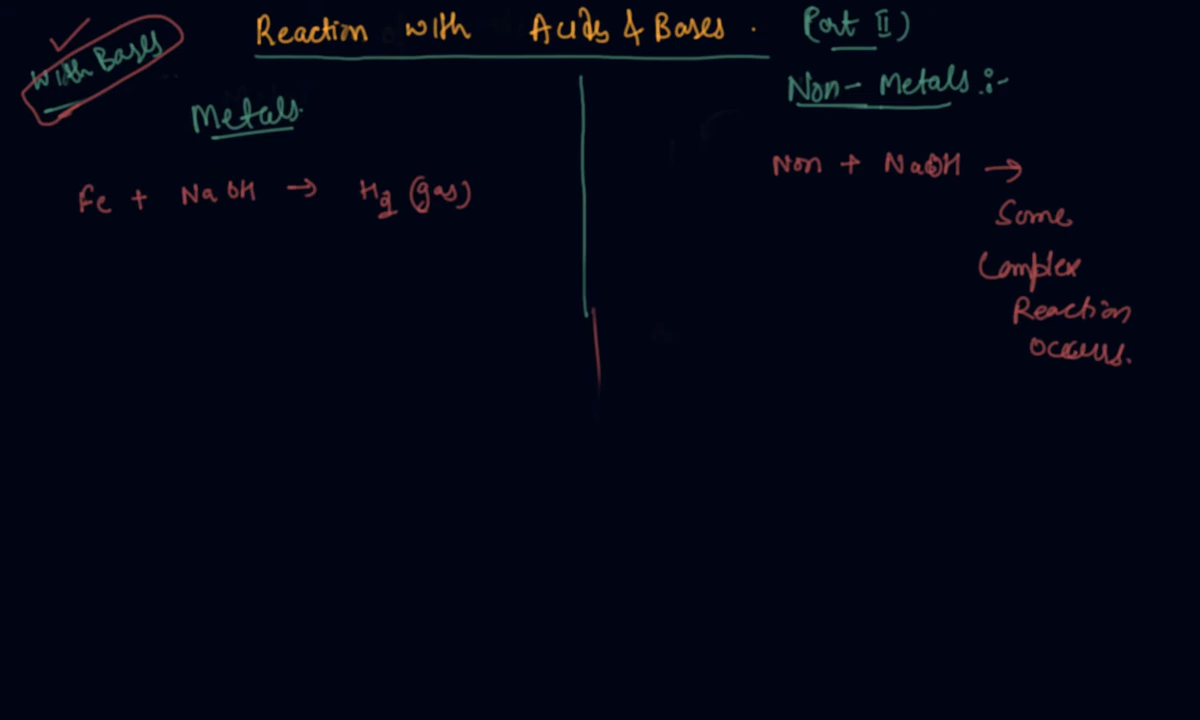 Reaction with Acids & Bases. (Part II)
With Bases
Metals.
Fe + NaOH → H2 (gas)
Non-Metals :-
Non + NaOH →
Some
Complex
Reaction
occurs.